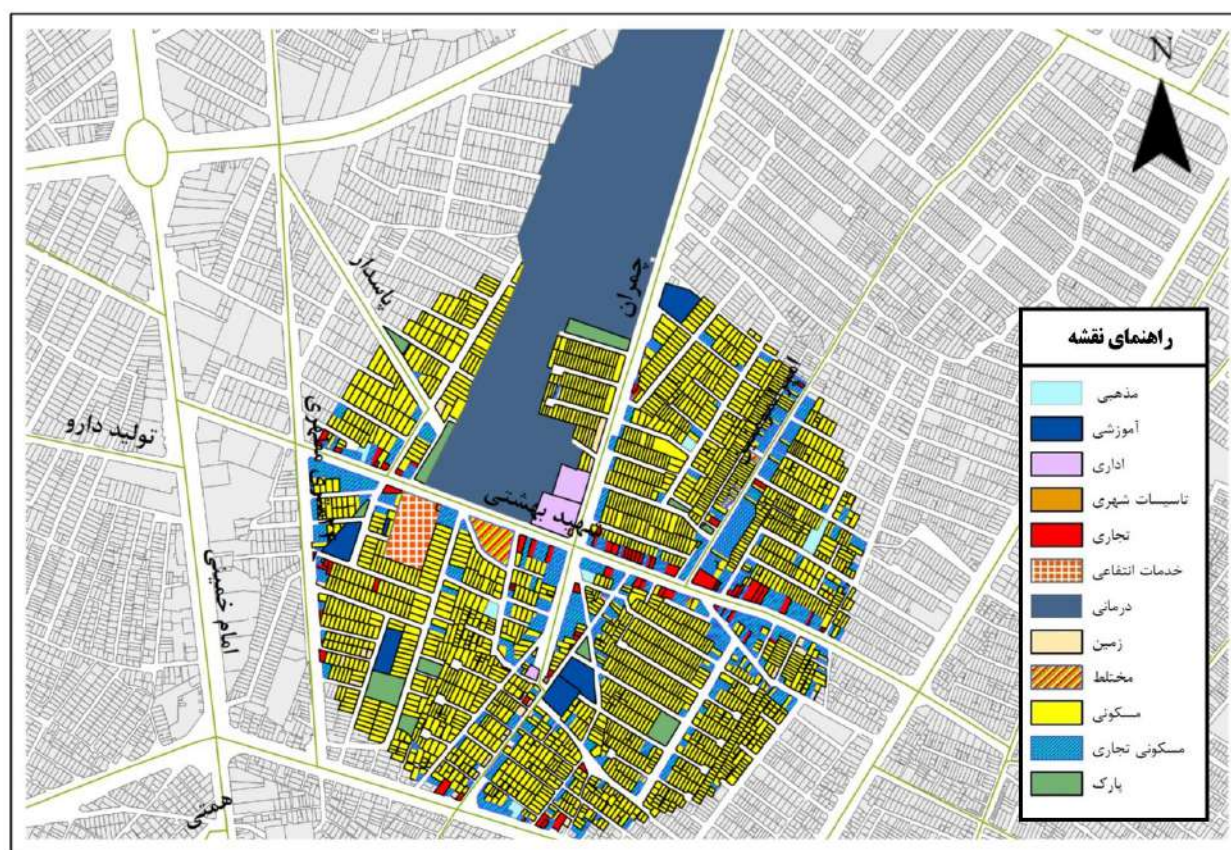 N
چمران
پاسدار
تولید دارو
امام خمینی
شهید بهشتی
همتی
راهنمای نقشه
مذهبی
آموزشی
اداری
تاسیسات شهری
تجاری
خدمات انتفاعی
درمانی
زمین
مختلط
مسکونی
مسکونی تجاری
پارک